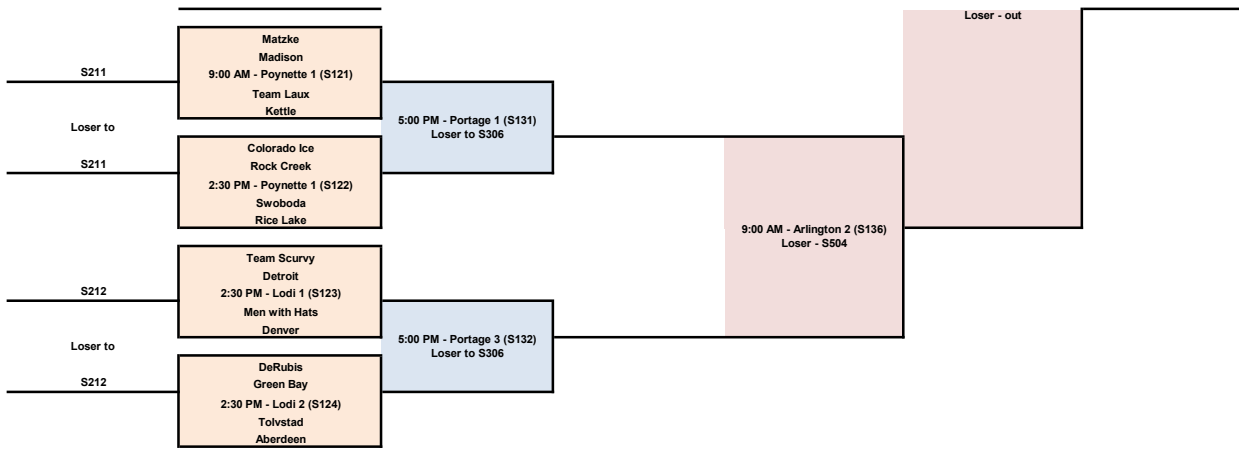 Loser - out
Matzke
Madison
S211
9:00 AM - Poynette 1 (S121)
Team Laux
Kettle
Loser to
5:00 PM - Portage 1 (S131)
Loser to S306
Colorado Ice
Rock Creek
S211
2:30 PM - Poynette 1 (S122)
Swoboda
Rice Lake
9:00 AM - Arlington 2 (S136)
Loser - S504
Team Scurvy
Detroit
S212
2:30 PM - Lodi 1 (S123)
Men with Hats
Denver
Loser to
5:00 PM - Portage 3 (S132)
Loser to S306
DeRubis
Green Bay
S212
2:30 PM - Lodi 2 (S124)
Tolvstad
Aberdeen